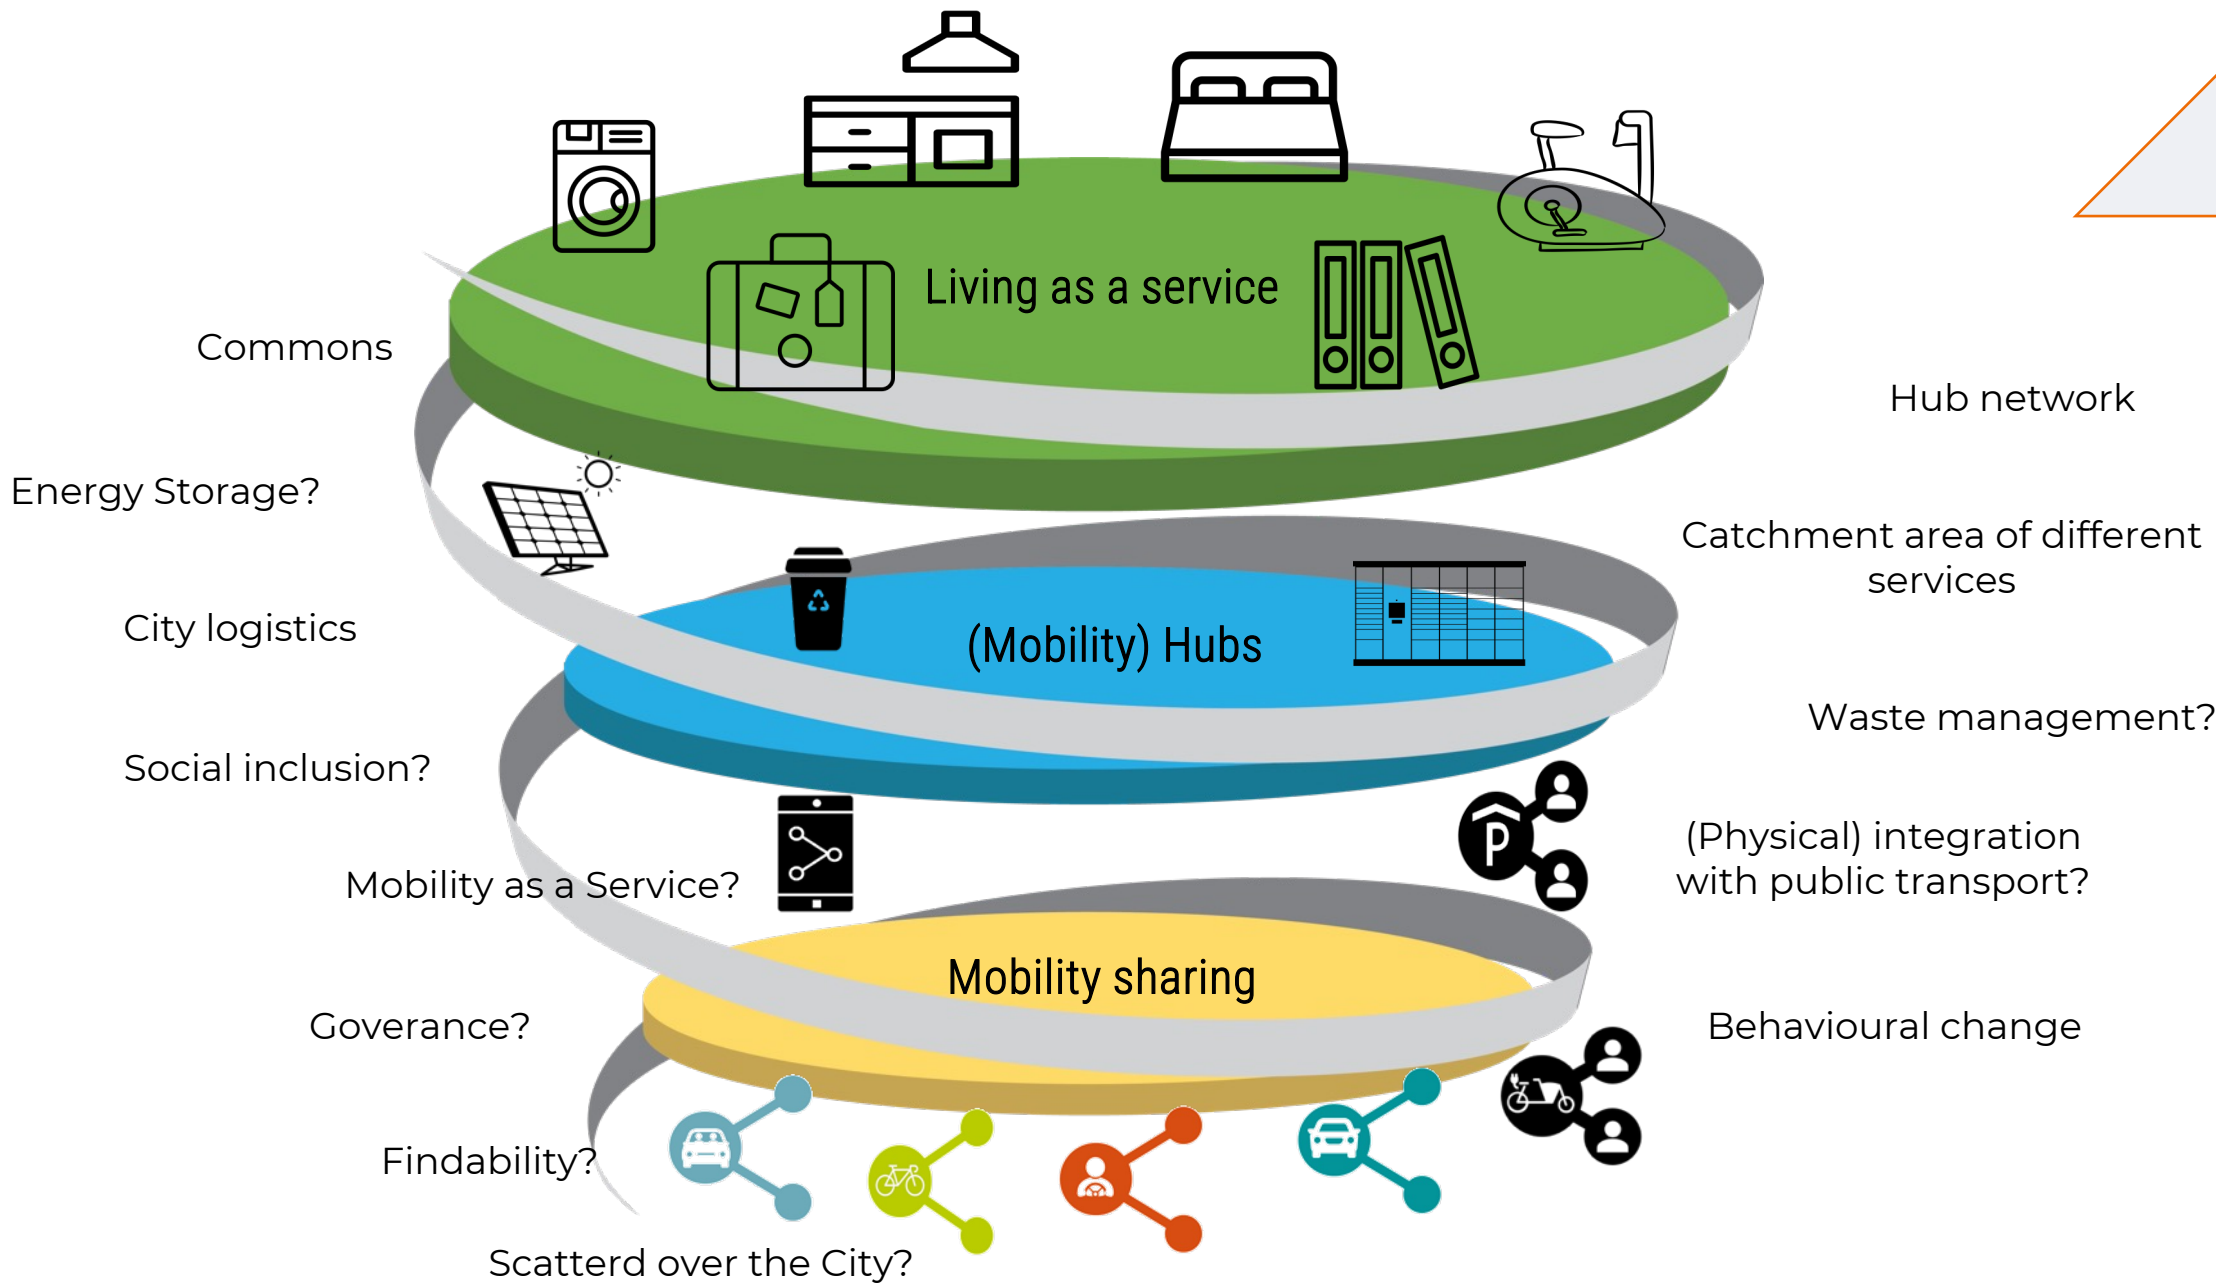 Living as a service
Commons
Hub network
Energy Storage?
Catchment area of different
services
City logistics
(Mobility) Hubs
Waste management?
Social inclusion?
P
(Physical) integration
with public transport?
Mobility as a Service?
Mobility sharing
Goverance?
Behavioural change
Findability?
Scatterd over the City?